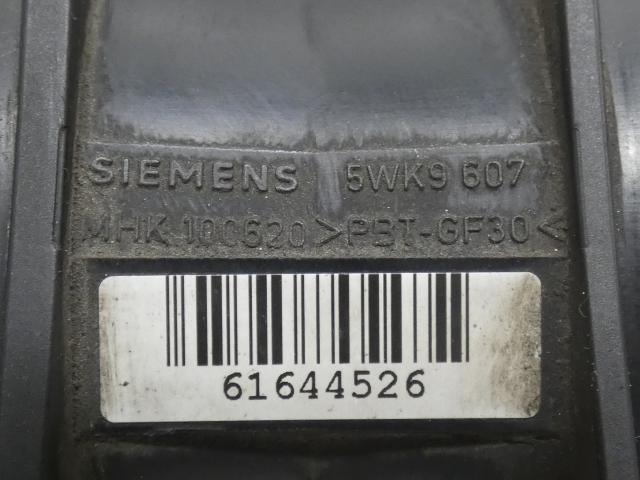 SIEMENS 5WK9 607
MHK 100620 >PBT-GF30<
61644526